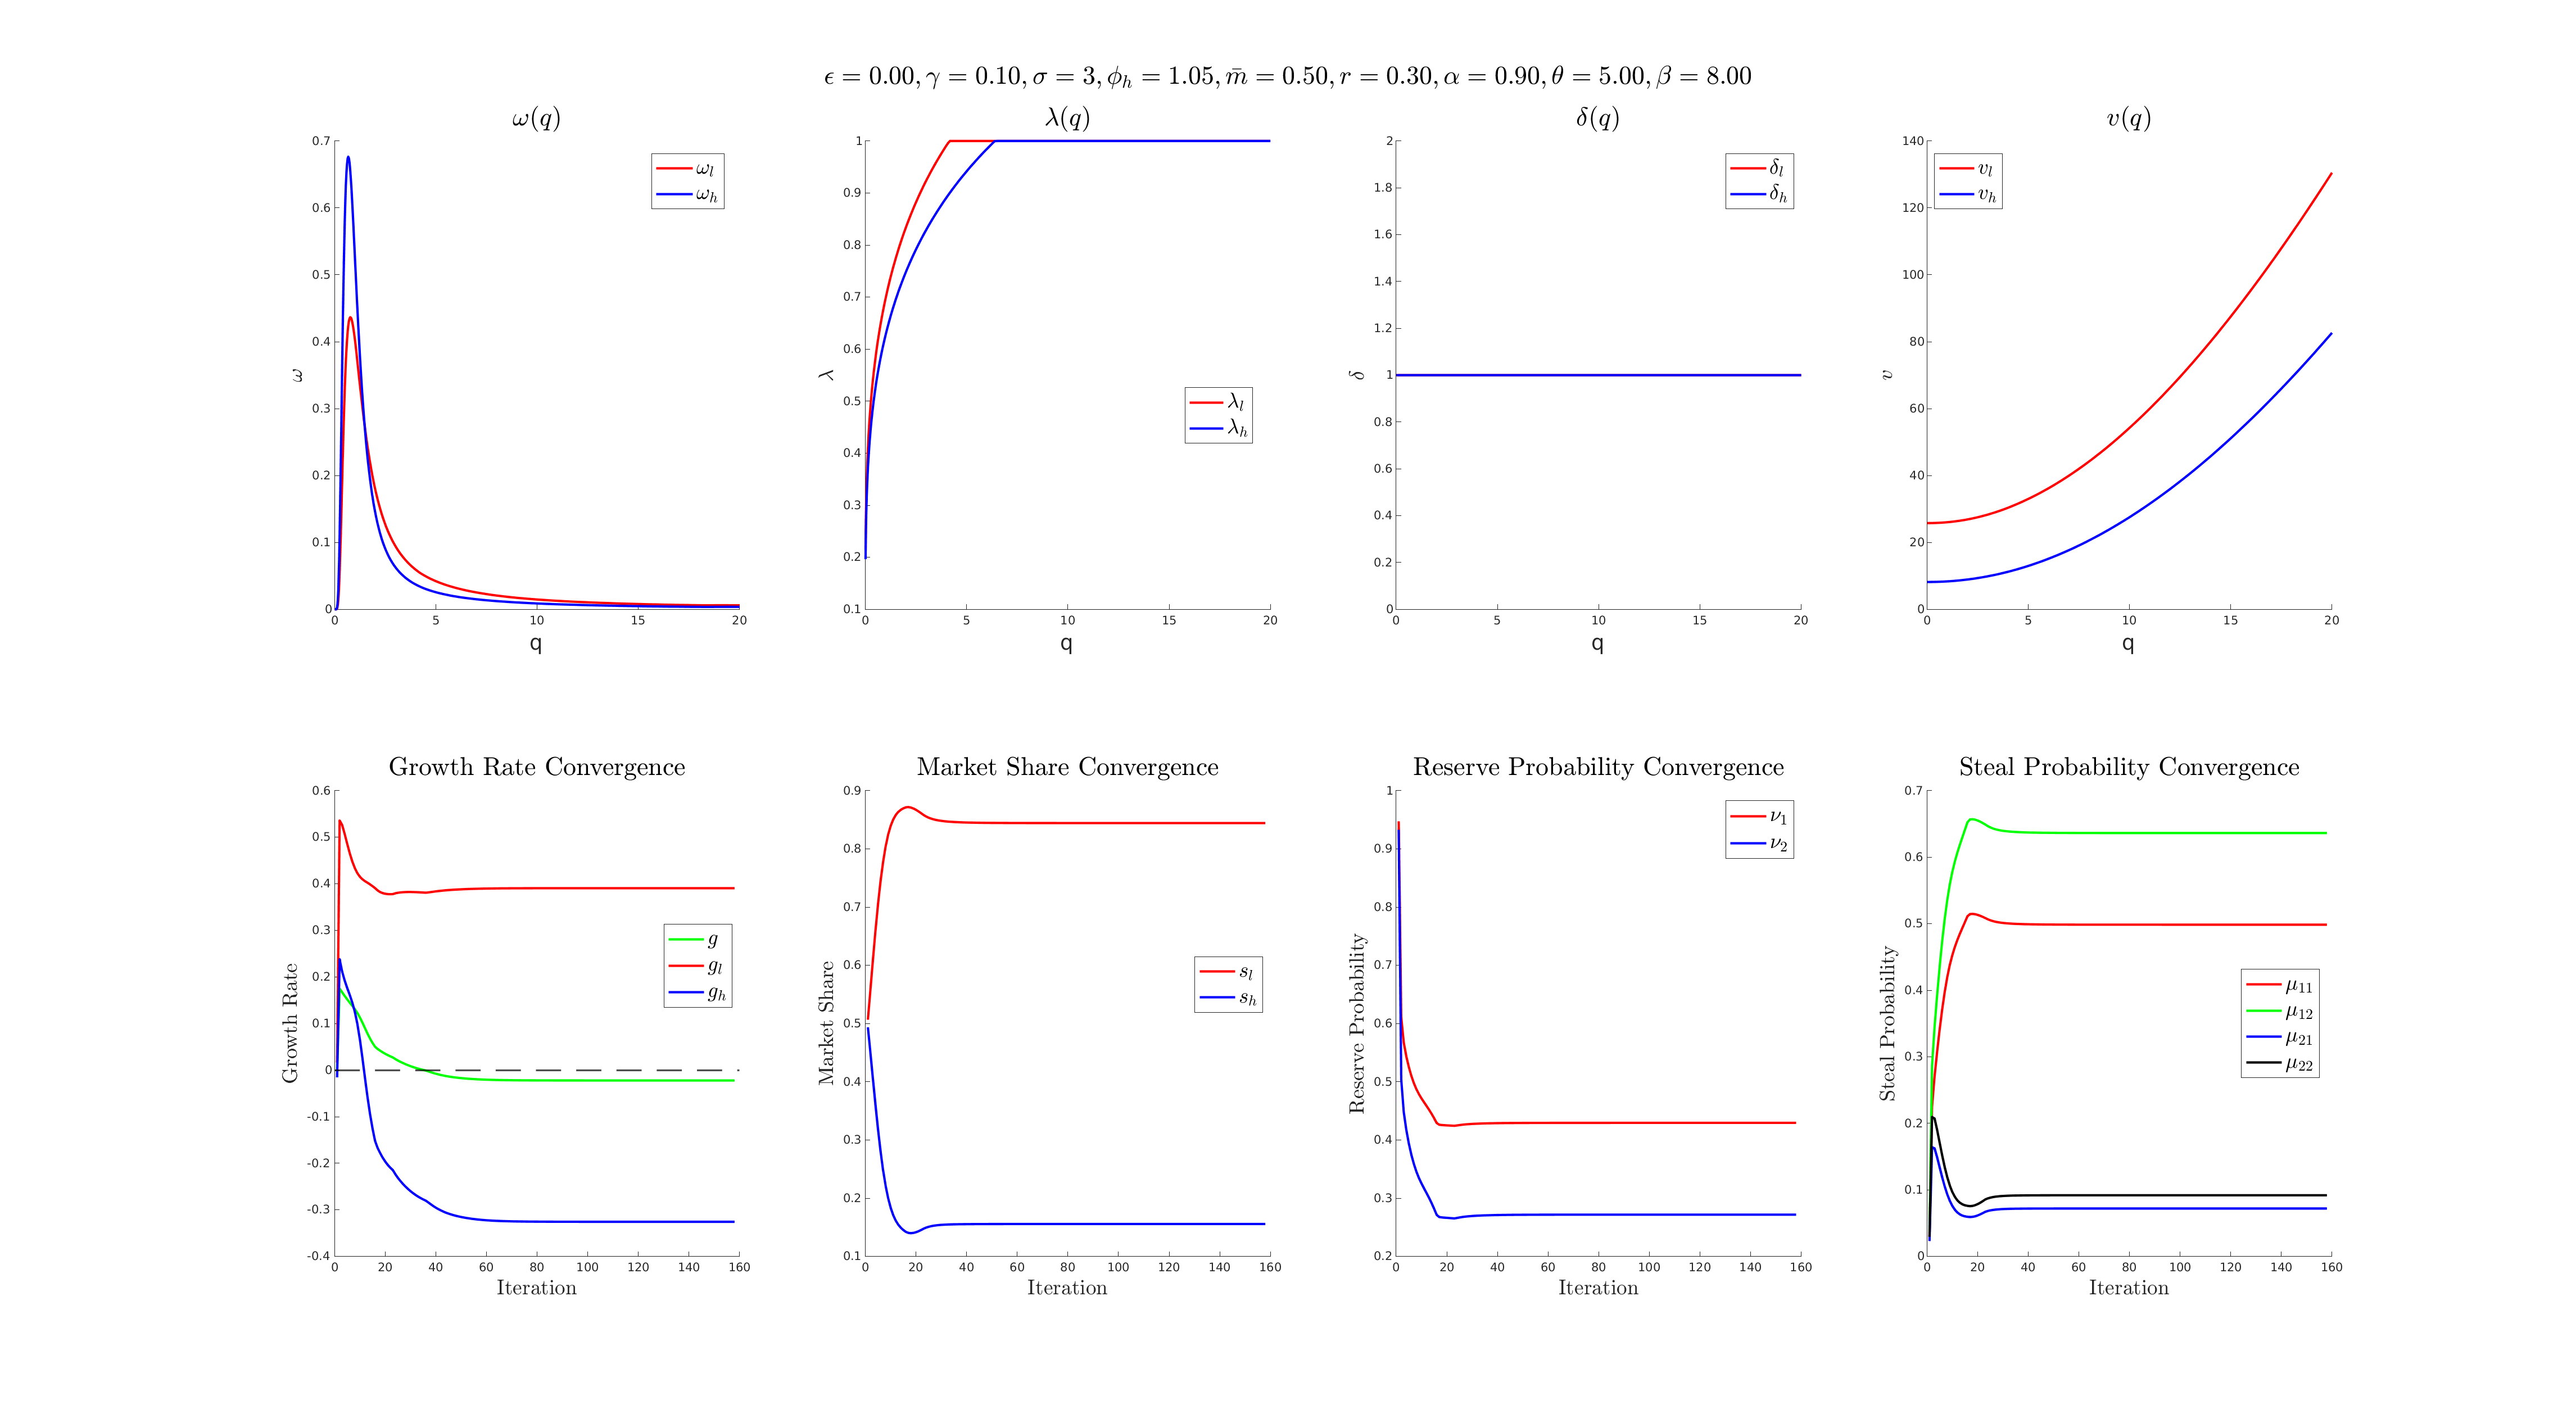 ϵ = 0.00, γ = 0.10, σ = 3, ϕ_h = 1.05, m̄ = 0.50, r = 0.30, α = 0.90, θ = 5.00, β = 8.00
ω(q)
0.7
0.6
0.5
0.4
0.3
0.2
0.1
0
ω
ω_l
ω_h
0 5 10 15 20
q
λ(q)
1
0.9
0.8
0.7
0.6
0.5
0.4
0.3
0.2
0.1
λ
λ_l
λ_h
0 5 10 15 20
q
δ(q)
2
1.8
1.6
1.4
1.2
1
0.8
0.6
0.4
0.2
0
δ
δ_l
δ_h
0 5 10 15 20
q
v(q)
140
120
100
80
60
40
20
0
v
v_l
v_h
0 5 10 15 20
q
Growth Rate Convergence
0.6
0.5
0.4
0.3
0.2
0.1
0
-0.1
-0.2
-0.3
-0.4
Growth Rate
g
g_l
g_h
0 20 40 60 80 100 120 140 160
Iteration
Market Share Convergence
0.9
0.8
0.7
0.6
0.5
0.4
0.3
0.2
0.1
Market Share
s_l
s_h
0 20 40 60 80 100 120 140 160
Iteration
Reserve Probability Convergence
1
0.9
0.8
0.7
0.6
0.5
0.4
0.3
0.2
Reserve Probability
ν_1
ν_2
0 20 40 60 80 100 120 140 160
Iteration
Steal Probability Convergence
0.7
0.6
0.5
0.4
0.3
0.2
0.1
0
Steal Probability
μ_11
μ_12
μ_21
μ_22
0 20 40 60 80 100 120 140 160
Iteration